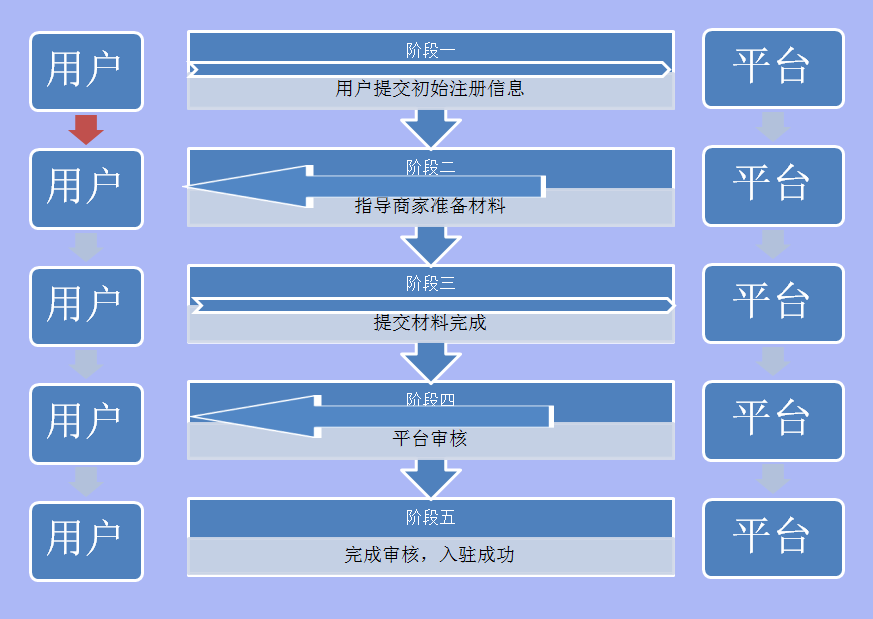 用户
阶段一
用户提交初始注册信息
平台
用户
阶段二
指导商家准备材料
平台
用户
阶段三
提交材料完成
平台
用户
阶段四
平台审核
平台
用户
阶段五
完成审核，入驻成功
平台